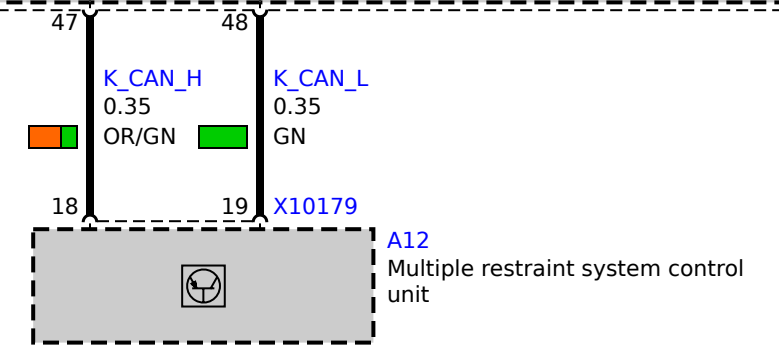 47 48
K_CAN_H K_CAN_L
0.35 0.35
OR/GN GN
18 19 X10179
A12
Multiple restraint system control
unit